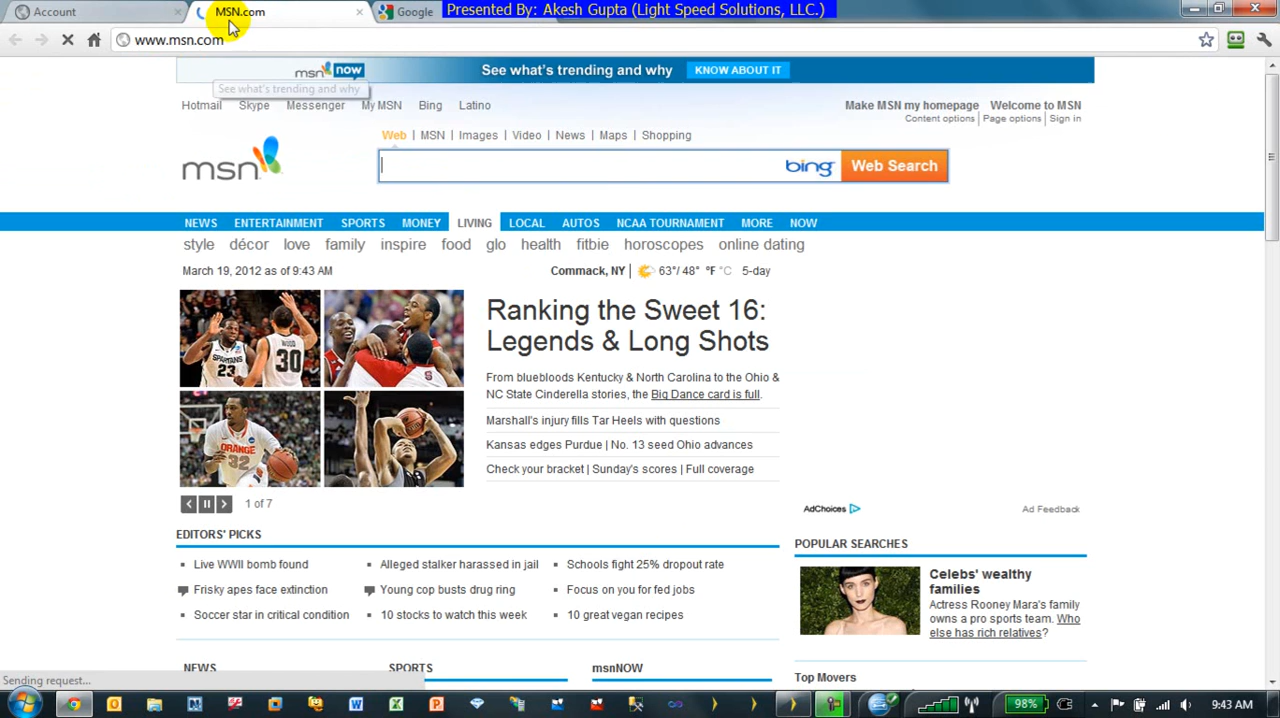 Account
MSN.com
Google
Presented By: Akesh Gupta (Light Speed Solutions, LLC.)
www.msn.com
msn now
See what's trending and why
KNOW ABOUT IT
See what's trending and why
Hotmail Skype Messenger My MSN Bing Latino
Make MSN my homepage Welcome to MSN
Content options | Page options | Sign in
Web | MSN | Images | Video | News | Maps | Shopping
msn
bing
Web Search
NEWS ENTERTAINMENT SPORTS MONEY LIVING LOCAL AUTOS NCAA TOURNAMENT MORE NOW
style décor love family inspire food glo health fitbie horoscopes online dating
March 19, 2012 as of 9:43 AM
Commack, NY | 63°/ 48° °F °C 5-day
Ranking the Sweet 16:
Legends & Long Shots
From bluebloods Kentucky & North Carolina to the Ohio &
NC State Cinderella stories, the Big Dance card is full.
Marshall's injury fills Tar Heels with questions
Kansas edges Purdue | No. 13 seed Ohio advances
Check your bracket | Sunday's scores | Full coverage
SPARTANS
23
WOOD
30
ORANGE
32
1 of 7
AdChoices
Ad Feedback
EDITORS' PICKS
Live WWII bomb found
Alleged stalker harassed in jail
Schools fight 25% dropout rate
Frisky apes face extinction
Young cop busts drug ring
Focus on you for fed jobs
Soccer star in critical condition
10 stocks to watch this week
10 great vegan recipes
POPULAR SEARCHES
Celebs' wealthy
families
Actress Rooney Mara's family
owns a pro sports team. Who
else has rich relatives?
NEWS
SPORTS
msnNOW
Top Movers
Sending request...
98%
9:43 AM